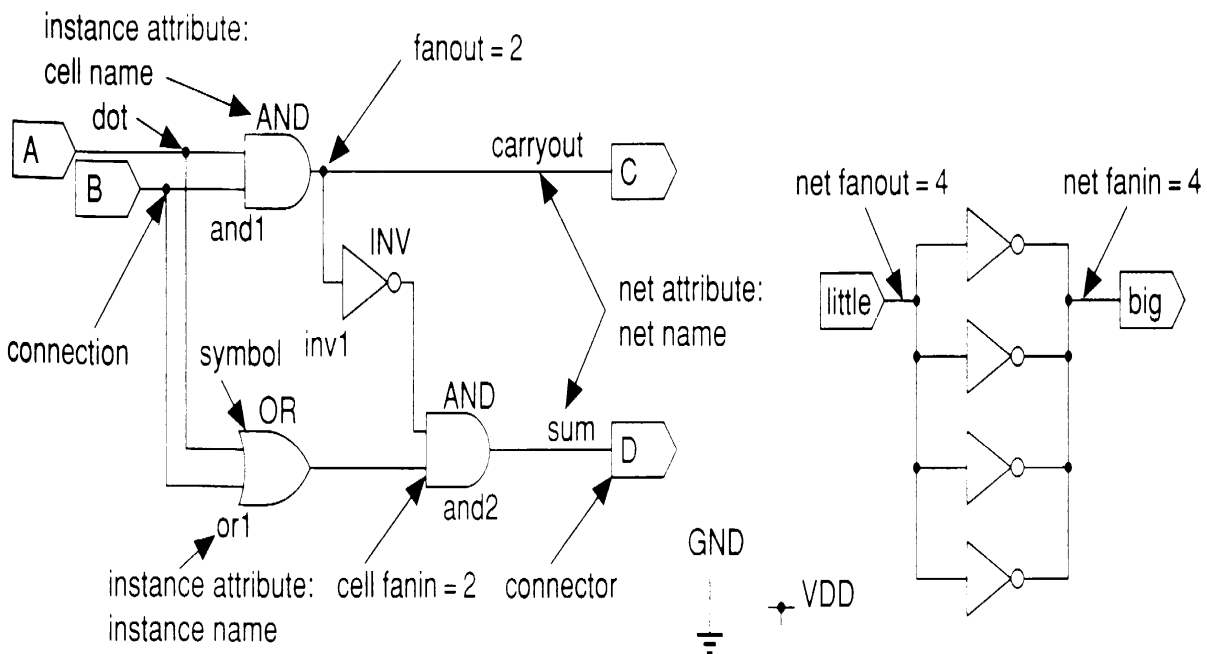 instance attribute:
cell name
dot
AND
fanout = 2
A
B
and1
carryout
C
INV
inv1
connection
symbol
OR
or1
AND
and2
sum
D
net attribute:
net name
instance attribute:
instance name
cell fanin = 2
connector
GND
VDD
net fanout = 4
net fanin = 4
little
big